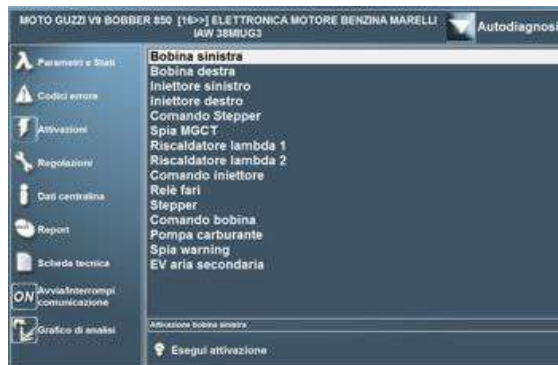 MOTO GUZZI V9 BOBBER 850 [16>>] ELETTRONICA MOTORE BENZINA MARELLI
IAW 38MIUG3
Autodiagnosi
Parametri e Stati
Codici errore
Attivazioni
Regolazioni
Dati centralina
Report
Scheda tecnica
ON Avvia/Interrompi
comunicazione
Grafico di analisi
Bobina sinistra
Bobina destra
Iniettore sinistro
Iniettore destro
Comando Stepper
Spia MGCT
Riscaldatore lambda 1
Riscaldatore lambda 2
Comando iniettore
Relè fari
Stepper
Comando bobina
Pompa carburante
Spia warning
EV aria secondaria
Attivazione bobina sinistra
Esegui attivazione